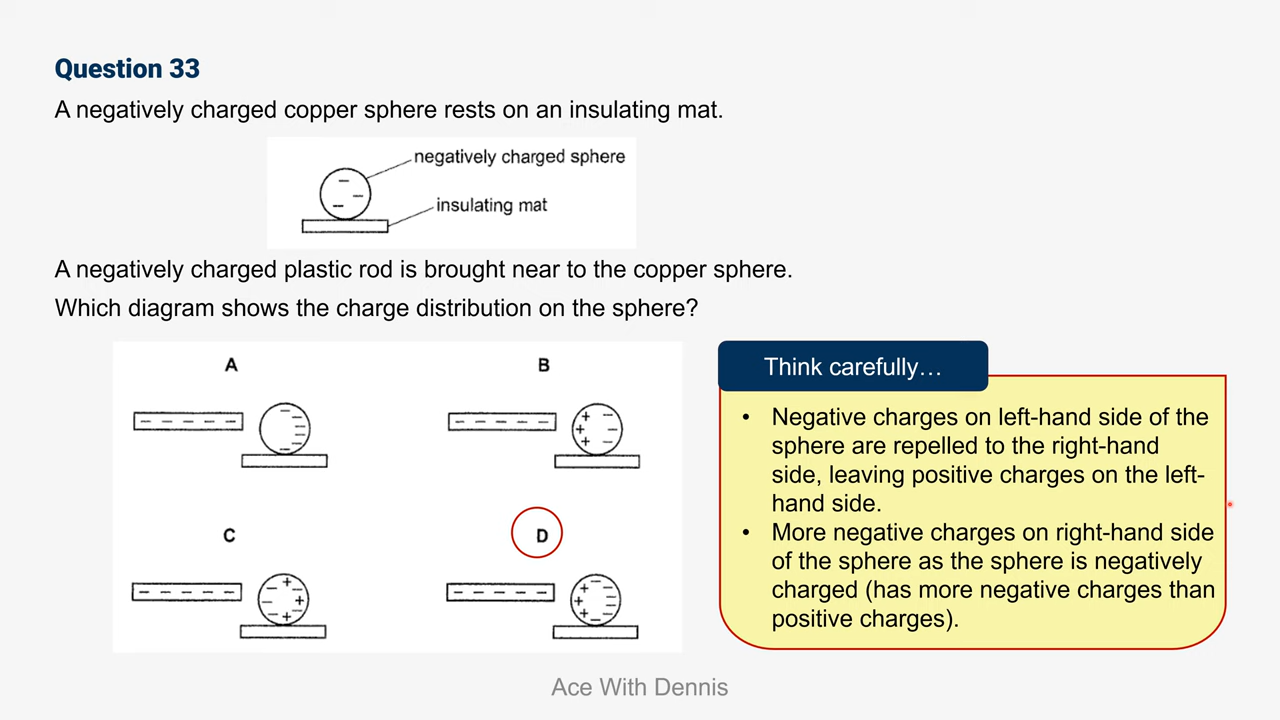 Question 33
A negatively charged copper sphere rests on an insulating mat.
negatively charged sphere
insulating mat
A negatively charged plastic rod is brought near to the copper sphere.
Which diagram shows the charge distribution on the sphere?
A
B
C
D
Think carefully…
• Negative charges on left-hand side of the
sphere are repelled to the right-hand
side, leaving positive charges on the left-
hand side.
• More negative charges on right-hand side
of the sphere as the sphere is negatively
charged (has more negative charges than
positive charges).
Ace With Dennis